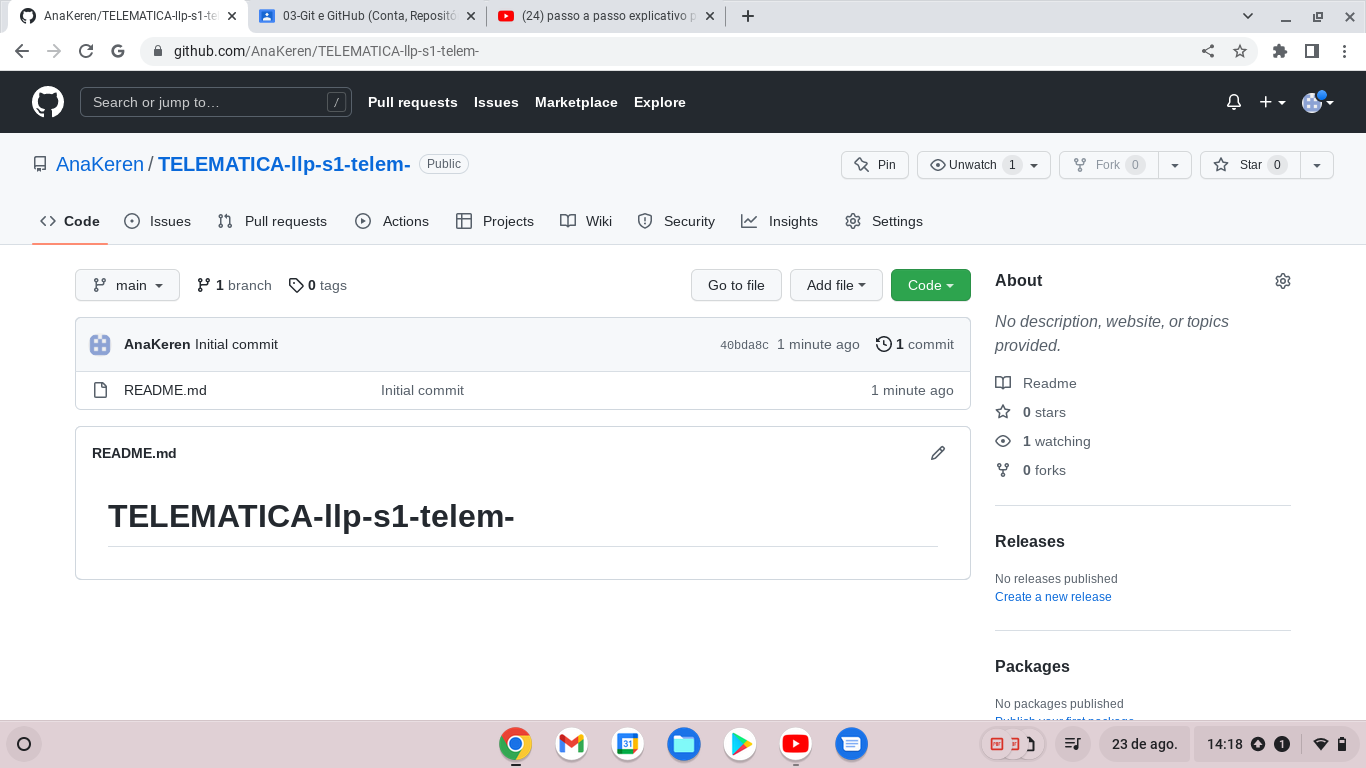 AnaKeren/TELEMATICA-llp-s1-te
03-Git e GitHub (Conta, Repositó
(24) passo a passo explicativo p
github.com/AnaKeren/TELEMATICA-llp-s1-telem-
Search or jump to… /
Pull requests Issues Marketplace Explore
AnaKeren / TELEMATICA-llp-s1-telem- Public
Pin Unwatch 1 Fork 0 Star 0
Code Issues Pull requests Actions Projects Wiki Security Insights Settings
main 1 branch 0 tags Go to file Add file Code
AnaKeren Initial commit 40bda8c 1 minute ago 1 commit
README.md Initial commit 1 minute ago
README.md
TELEMATICA-llp-s1-telem-
About
No description, website, or topics
provided.
Readme
0 stars
1 watching
0 forks
Releases
No releases published
Create a new release
Packages
No packages published
Publish your first package
31
23 de ago. 14:18 1